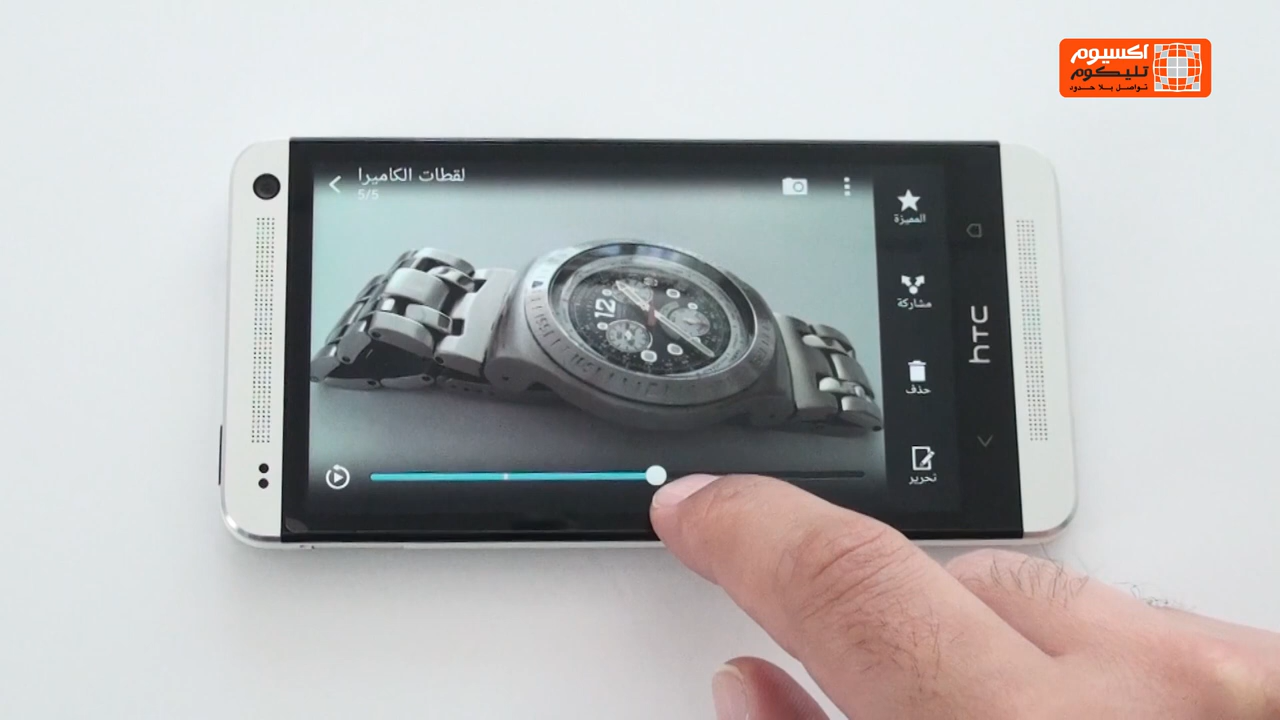 اكسيوم
تليكوم
تواصل بلا حدود
لقطات الكاميرا
5/5
المميزة
مشاركة
حذف
تحرير
hTC
12